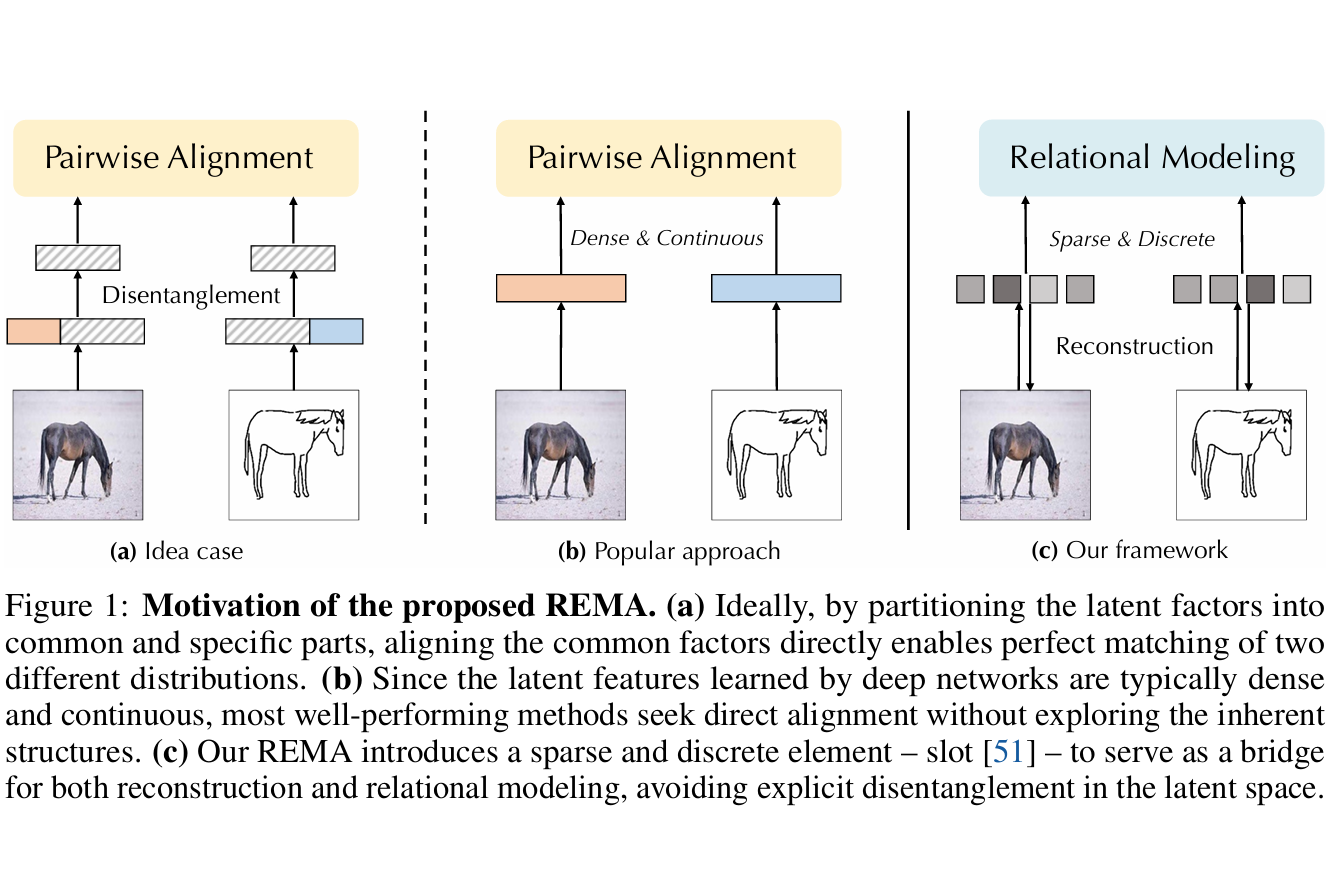 Pairwise Alignment
Disentanglement
(a) Idea case
Pairwise Alignment
Dense & Continuous
(b) Popular approach
Relational Modeling
Sparse & Discrete
Reconstruction
(c) Our framework
Figure 1: Motivation of the proposed REMA. (a) Ideally, by partitioning the latent factors into
common and specific parts, aligning the common factors directly enables perfect matching of two
different distributions. (b) Since the latent features learned by deep networks are typically dense
and continuous, most well-performing methods seek direct alignment without exploring the inherent
structures. (c) Our REMA introduces a sparse and discrete element – slot [51] – to serve as a bridge
for both reconstruction and relational modeling, avoiding explicit disentanglement in the latent space.